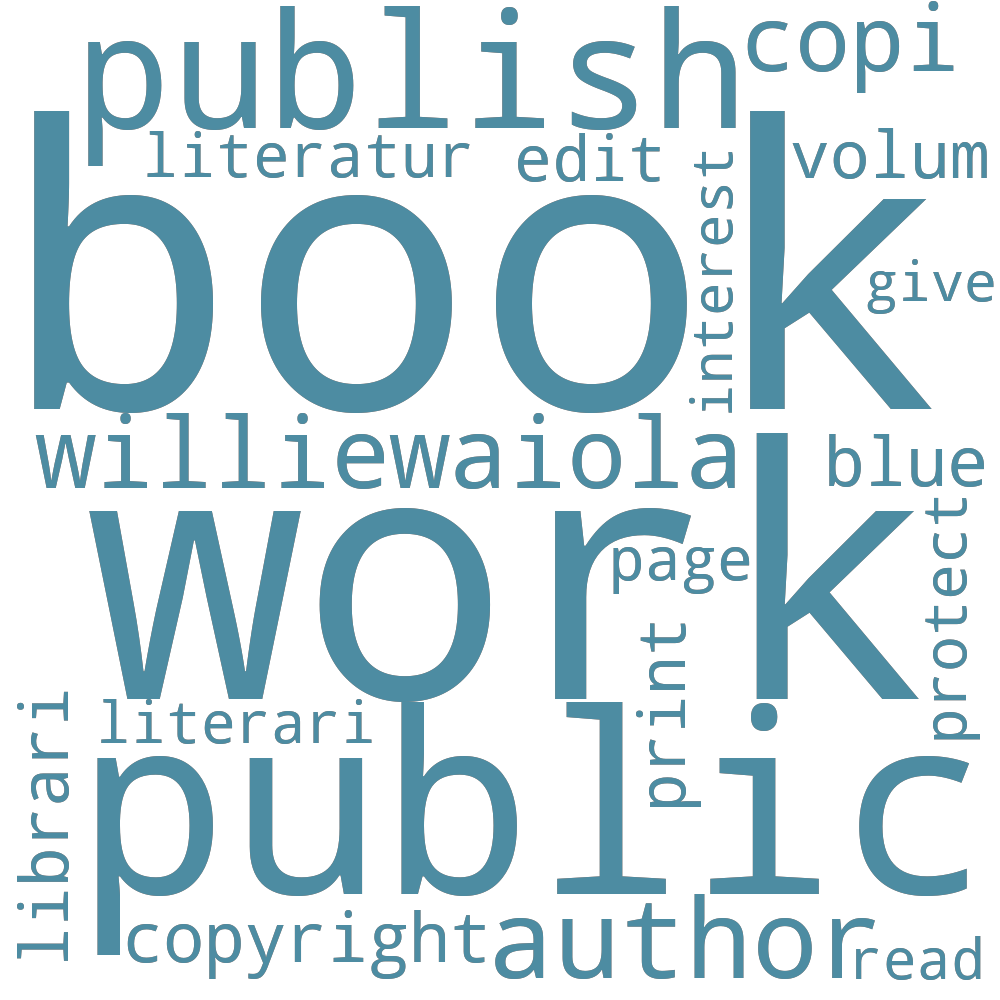 publish
copi
literatur
edit
volum
book
interest
give
williewaiola
blue
work
page
protect
print
librari
literari
public
copyright
author
read